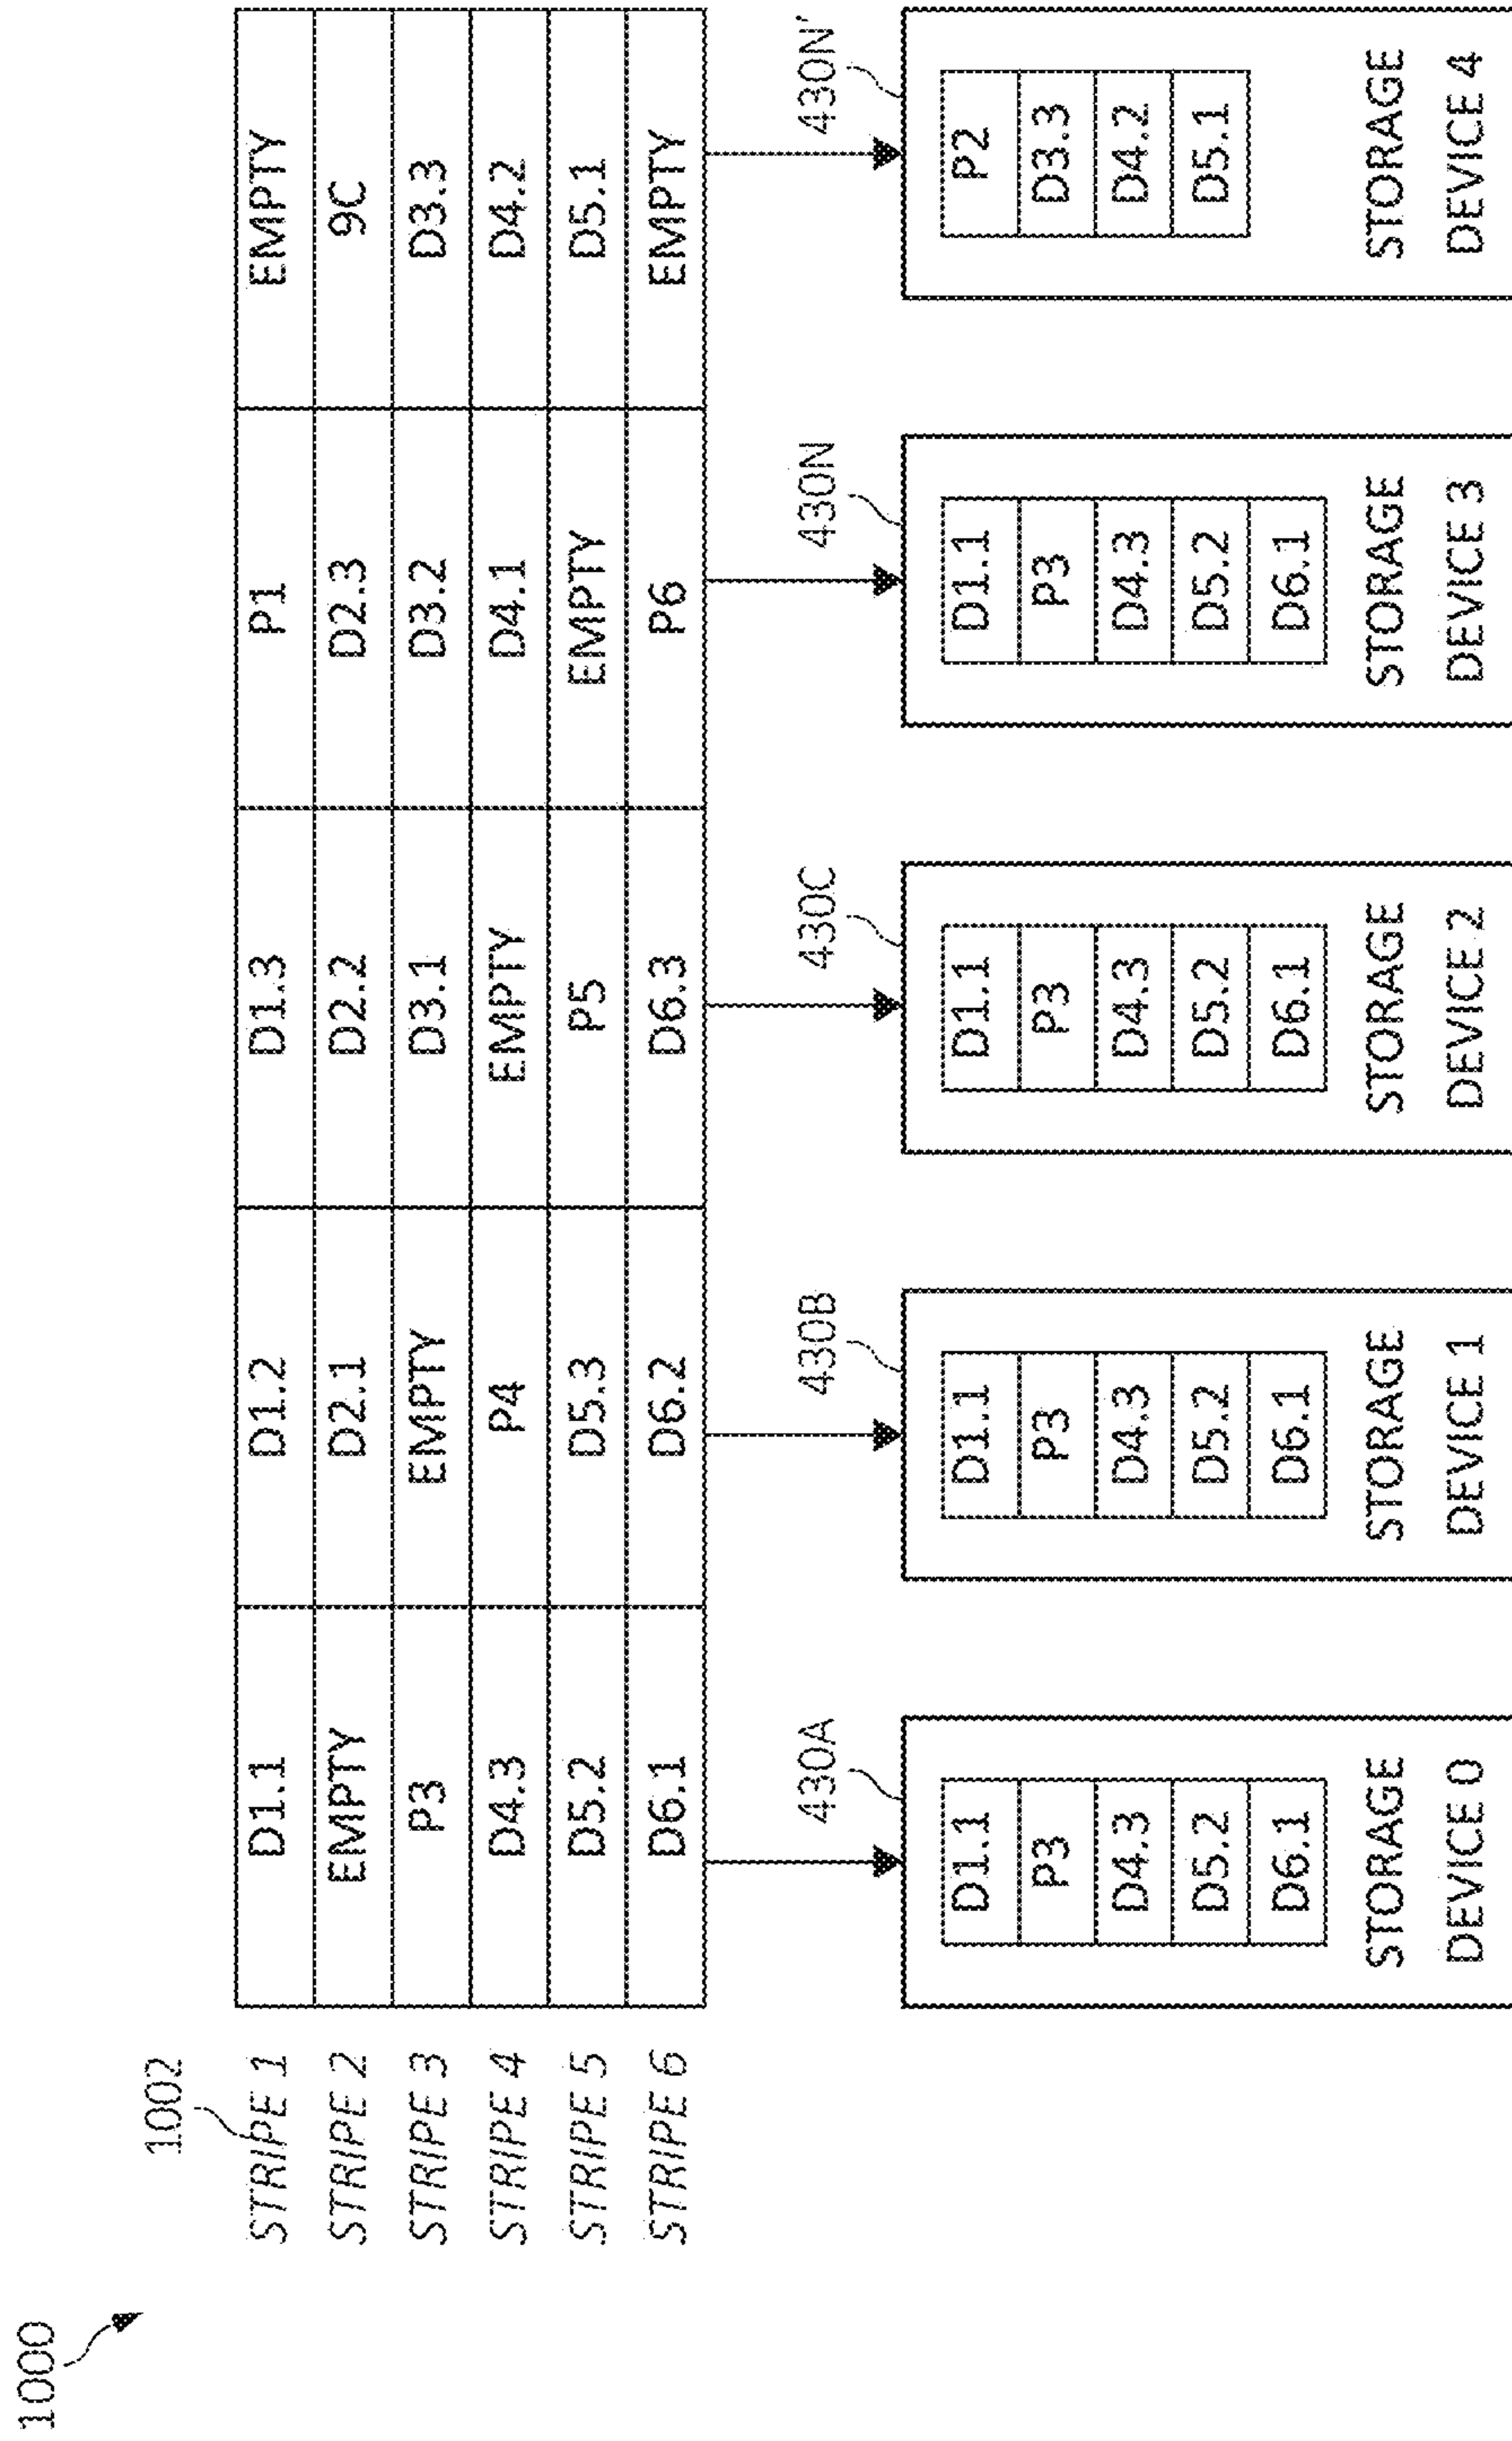 1000
1002
STRIPE 1 D1.1 D1.2 D1.3 P1 EMPTY
STRIPE 2 EMPTY D2.1 D2.2 D2.3 9C
STRIPE 3 P3 EMPTY D3.1 D3.2 D3.3
STRIPE 4 D4.3 P4 EMPTY D4.1 D4.2
STRIPE 5 D5.2 D5.3 P5 EMPTY D5.1
STRIPE 6 D6.1 D6.2 D6.3 P6 EMPTY
430A 430B 430C 430N 430N'
D1.1 D1.1 D1.1 D1.1 P2
P3 P3 P3 P3 D3.3
D4.3 D4.3 D4.3 D4.3 D4.2
D5.2 D5.2 D5.2 D5.2 D5.1
D6.1 D6.1 D6.1 D6.1
STORAGE STORAGE STORAGE STORAGE STORAGE
DEVICE 0 DEVICE 1 DEVICE 2 DEVICE 3 DEVICE 4